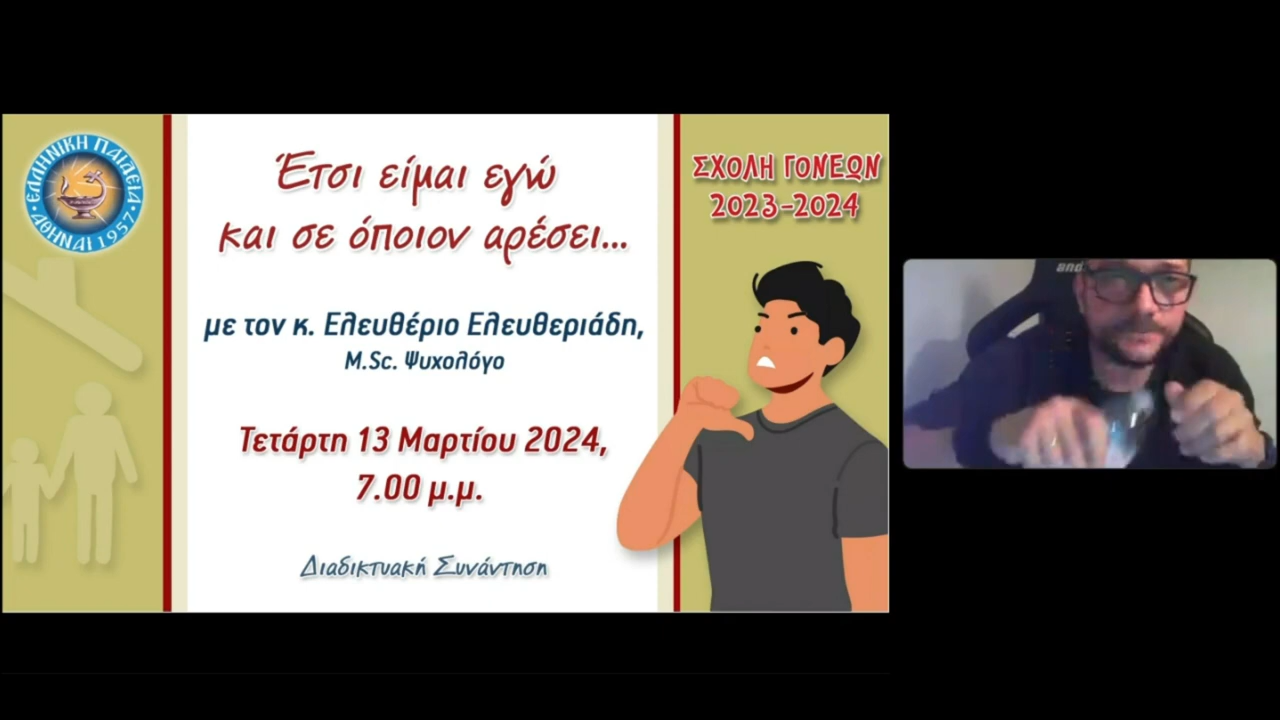 ΕΛΛΗΝΙΚΗ ΠΑΙΔΕΙΑ
ΑΘΗΝΑΙ 1957
Έτσι είμαι εγώ
και σε όποιον αρέσει...
με τον κ. Ελευθέριο Ελευθεριάδη,
M.Sc. Ψυχολόγο
Τετάρτη 13 Μαρτίου 2024,
7.00 μ.μ.
Διαδικτυακή Συνάντηση
ΣΧΟΛΗ ΓΟΝΕΩΝ
2023-2024
and